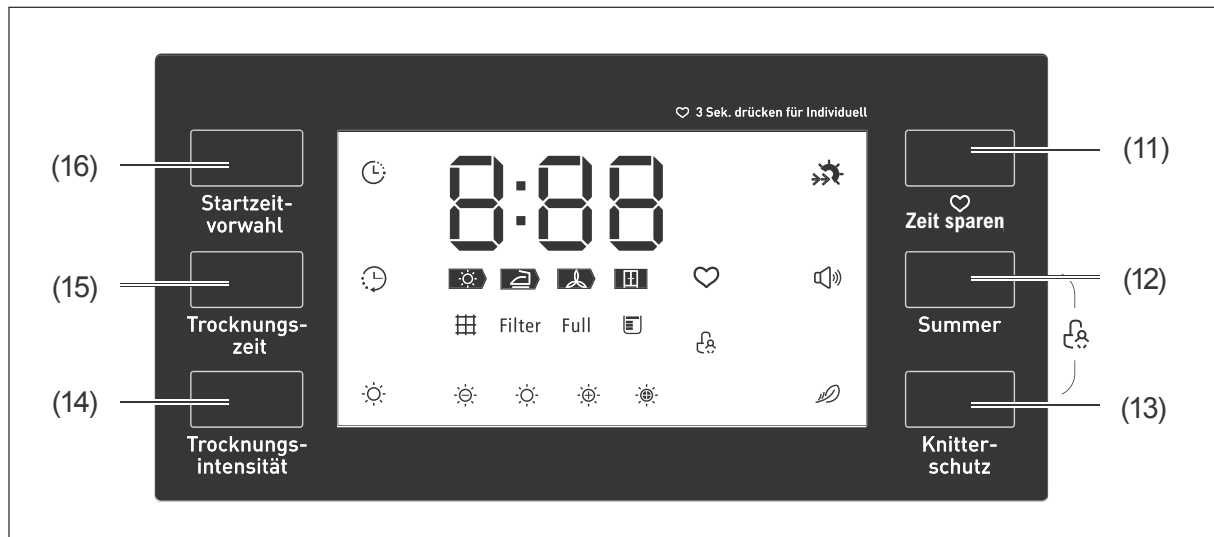 ♡ 3 Sek. drücken für Individuell
(16)
Startzeit-
vorwahl
8:88
(11)
♡
Zeit sparen
(15)
Trocknungs-
zeit
Filter Full
(12)
Summer
(14)
Trocknungs-
intensität
(13)
Knitter-
schutz